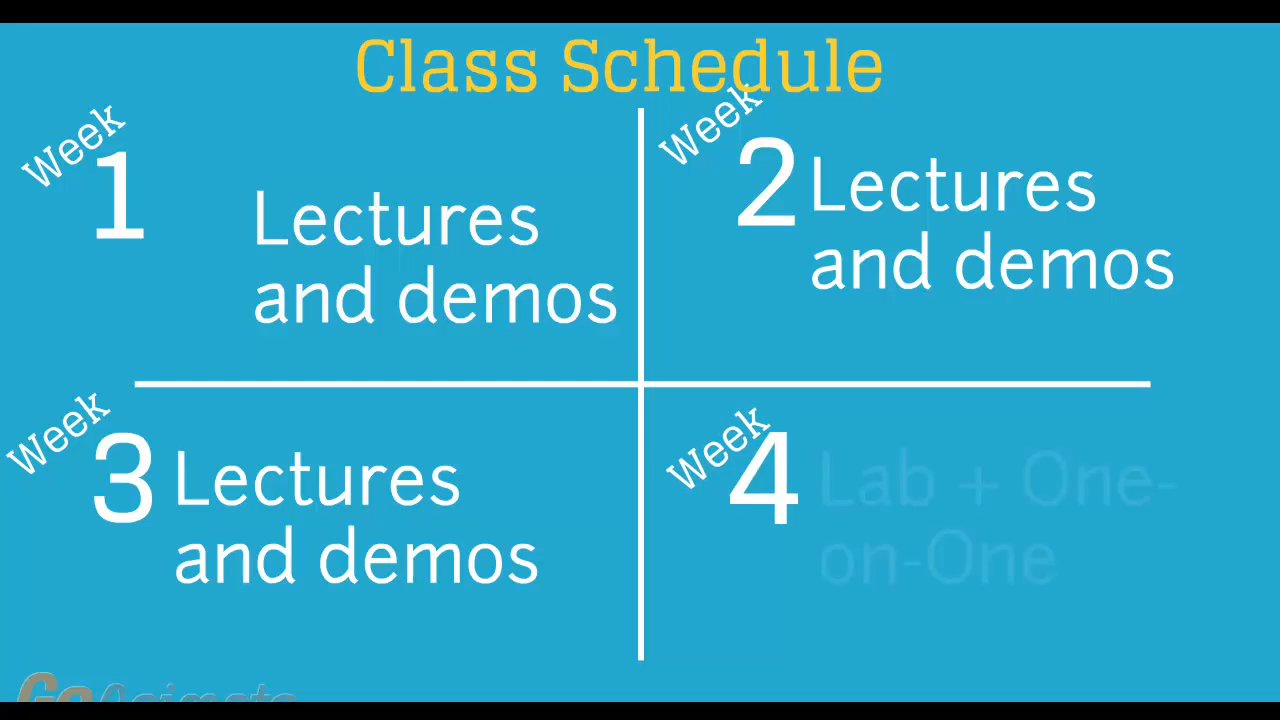 Class Schedule
Week
1
Lectures
and demos
Week
2
Lectures
and demos
Week
3
Lectures
and demos
Week
4
Lab + One-
on-One
GoAnimate